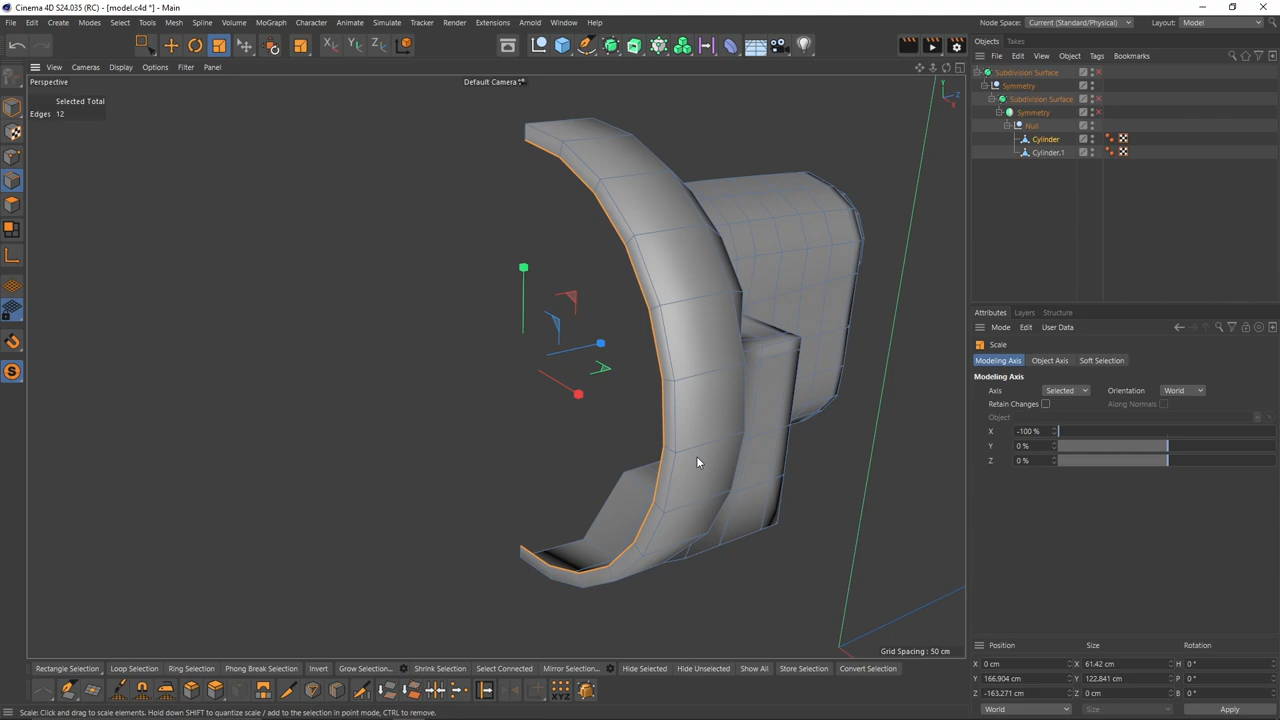 Cinema 4D S24.035 (RC) - [model.c4d *] - Main
File Edit Create Modes Select Tools Mesh Spline Volume MoGraph Character Animate Simulate Tracker Render Extensions Arnold Window Help
Node Space: Current (Standard/Physical) Layout: Model
X Y Z
View Cameras Display Options Filter Panel
Perspective Default Camera
Selected Total
Edges 12
Y Z X
Objects Takes
File Edit View Object Tags Bookmarks
Subdivision Surface
Symmetry
Subdivision Surface
Symmetry
Null
Cylinder
Cylinder.1
Attributes Layers Structure
Mode Edit User Data
Scale
Modeling Axis Object Axis Soft Selection
Modeling Axis
Axis Selected Orientation World
Retain Changes Along Normals
Object
X -100 %
Y 0 %
Z 0 %
S
Grid Spacing : 50 cm
Position Size Rotation
X 0 cm X 61.42 cm H 0 °
Y 166.904 cm Y 122.841 cm P 0 °
Z -163.271 cm Z 0 cm B 0 °
World Size Apply
Rectangle Selection Loop Selection Ring Selection Phong Break Selection Invert Grow Selection... Shrink Selection Select Connected Mirror Selection... Hide Selected Hide Unselected Show All Store Selection Convert Selection
XYZ
Scale: Click and drag to scale elements. Hold down SHIFT to quantize scale / add to the selection in point mode, CTRL to remove.